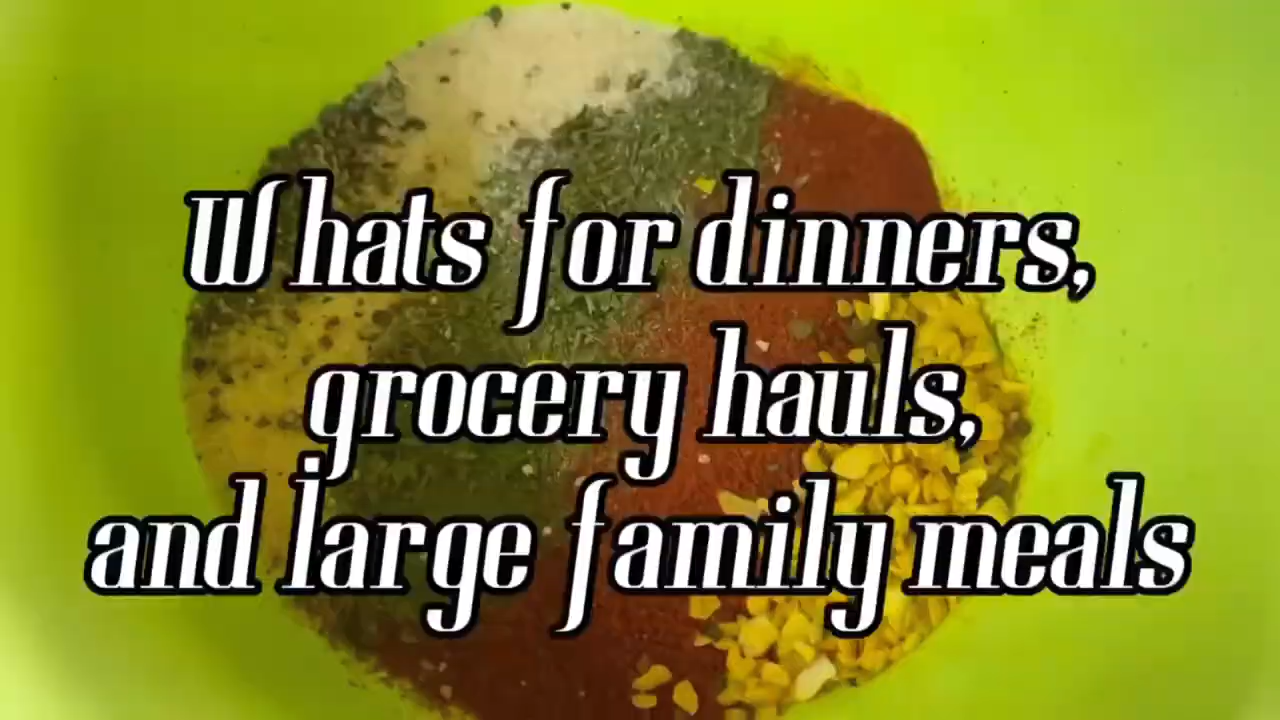 Whats for dinners,
grocery hauls,
and large family meals